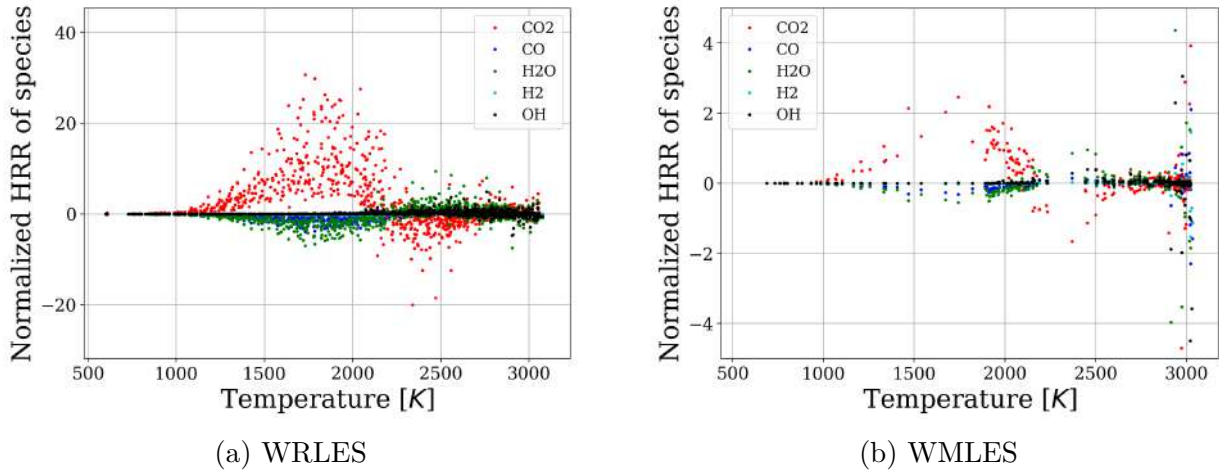 Normalized HRR of species
40
20
0
−20
500 1000 1500 2000 2500 3000
Temperature [K]
CO2
CO
H2O
H2
OH
(a) WRLES
Normalized HRR of species
4
2
0
−2
−4
500 1000 1500 2000 2500 3000
Temperature [K]
CO2
CO
H2O
H2
OH
(b) WMLES